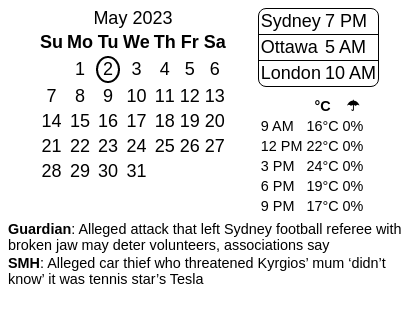 May 2023
Su Mo Tu We Th Fr Sa
1 2 3 4 5 6
7 8 9 10 11 12 13
14 15 16 17 18 19 20
21 22 23 24 25 26 27
28 29 30 31
Sydney 7 PM
Ottawa 5 AM
London 10 AM
°C ☂
9 AM 16°C 0%
12 PM 22°C 0%
3 PM 24°C 0%
6 PM 19°C 0%
9 PM 17°C 0%
Guardian: Alleged attack that left Sydney football referee with
broken jaw may deter volunteers, associations say
SMH: Alleged car thief who threatened Kyrgios’ mum ‘didn’t
know’ it was tennis star’s Tesla